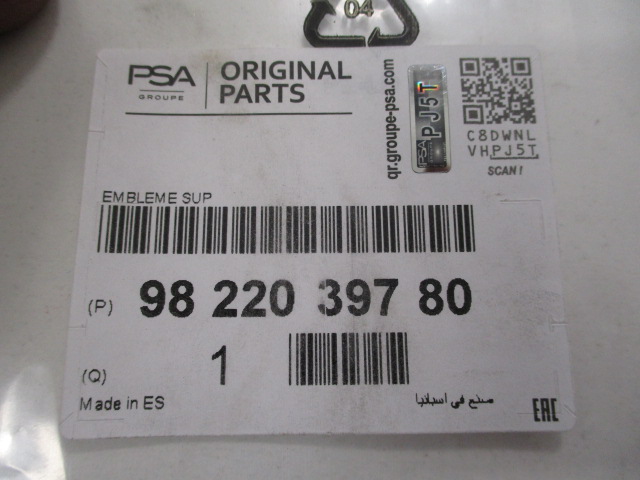 04
PSA
GROUPE
ORIGINAL
PARTS
qr.groupe-psa.com
PSA PJ5T
C8DWNL
VHPJ5T
SCAN!
EMBLEME SUP
(P) 98 220 397 80
(Q) 1
Made in ES
صنع في اسبانيا
EAC